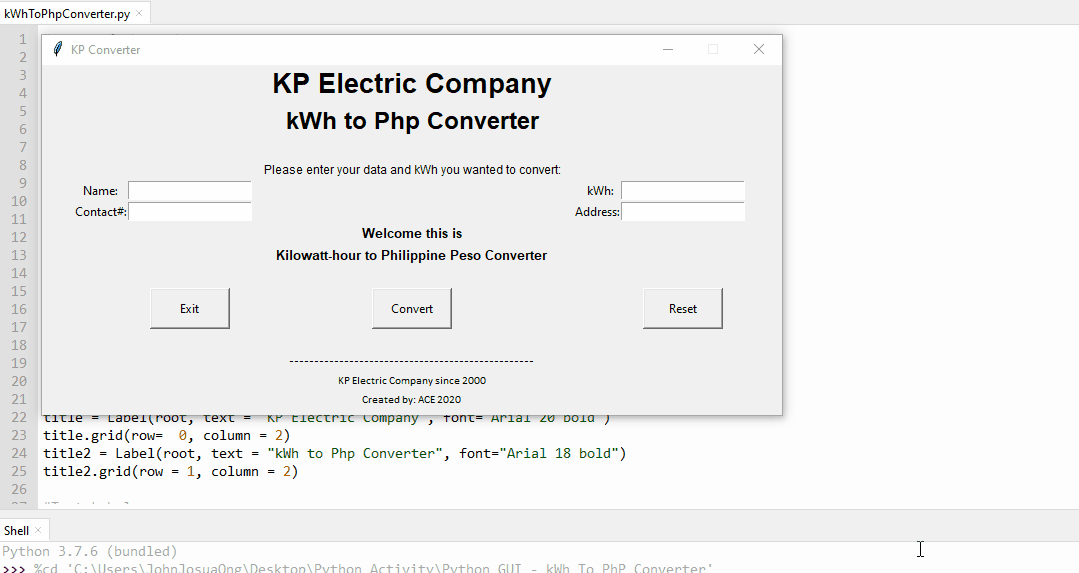 kWhToPhpConverter.py ×
1
2
3
4
5
6
7
8
9
10
11
12
13
14
15
16
17
18
19
20
21
KP Converter
KP Electric Company
kWh to Php Converter
Please enter your data and kWh you wanted to convert:
Name: kWh:
Contact#: Address:
Welcome this is
Kilowatt-hour to Philippine Peso Converter
Exit Convert Reset
------------------------------------------------
KP Electric Company since 2000
Created by: ACE 2020
22 title = Label(root, text = "KP Electric Company", font="Arial 20 bold")
23 title.grid(row=  0, column = 2)
24 title2 = Label(root, text = "kWh to Php Converter", font="Arial 18 bold")
25 title2.grid(row = 1, column = 2)
26
Shell ×
Python 3.7.6 (bundled)
>>> %cd 'C:\Users\JohnJosuaOng\Desktop\Python Activity\Python GUI - kWh To PhP Converter'